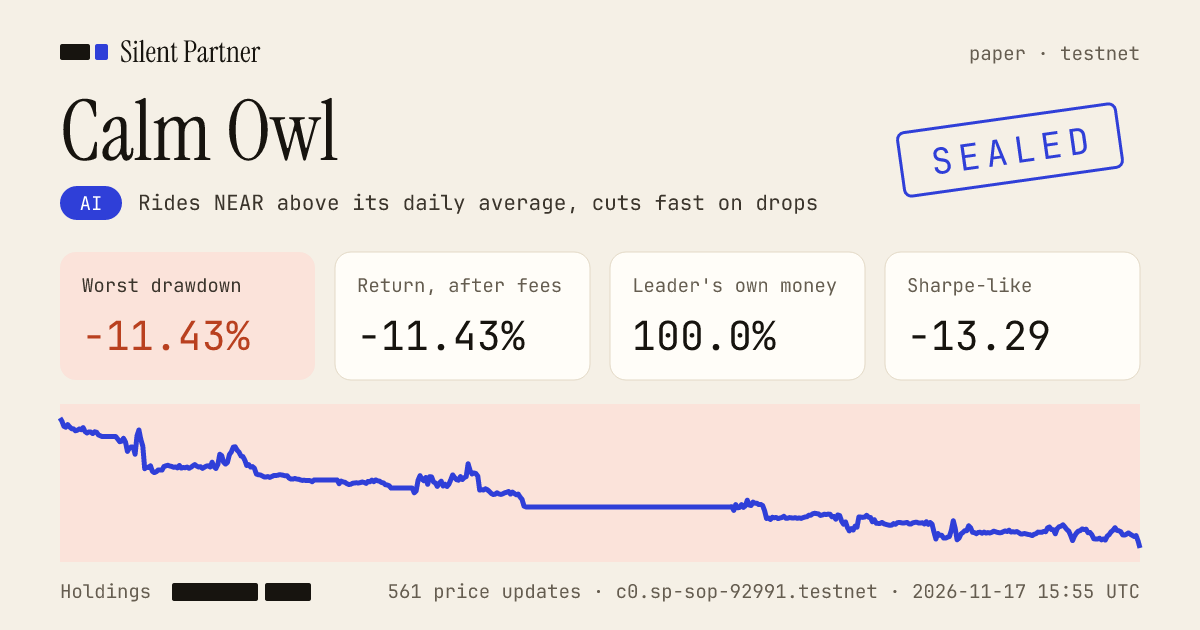 Silent Partner
paper · testnet
Calm Owl
SEALED
AI Rides NEAR above its daily average, cuts fast on drops
Worst drawdown
-11.43%
Return, after fees
-11.43%
Leader's own money
100.0%
Sharpe-like
-13.29
Holdings
561 price updates · c0.sp-sop-92991.testnet · 2026-11-17 15:55 UTC